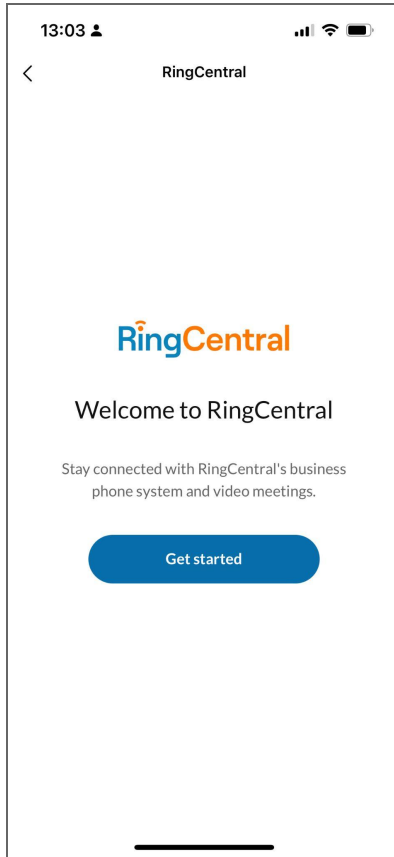 13:03
RingCentral
RingCentral
Welcome to RingCentral
Stay connected with RingCentral's business
phone system and video meetings.
Get started